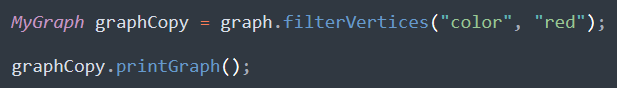 MyGraph graphCopy = graph.filterVertices("color", "red");
graphCopy.printGraph();